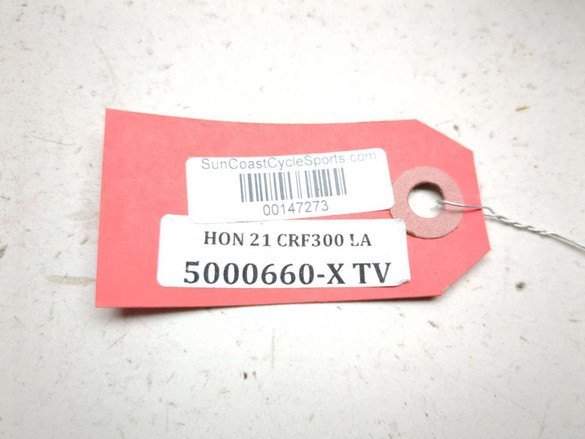 SunCoastCycleSports.com
00147273
HON 21 CRF300 LA
5000660-X TV